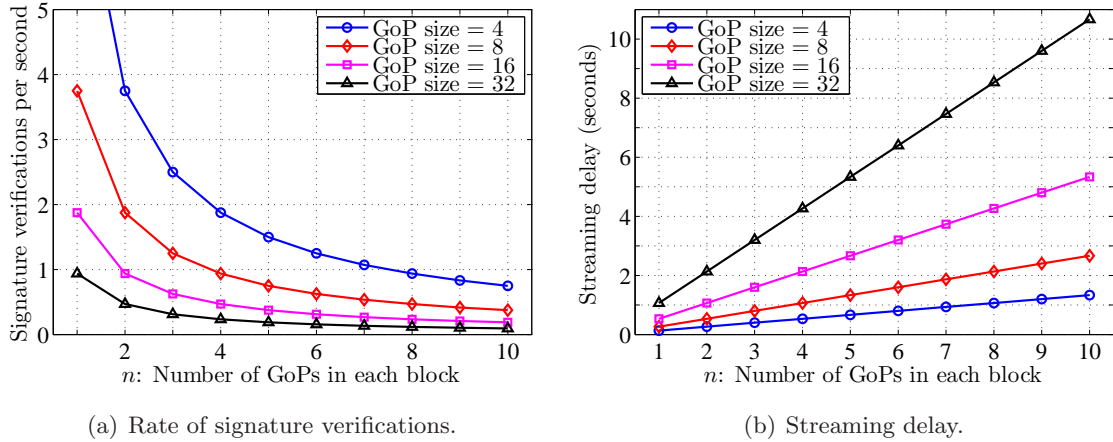 Signature verifications per second
5
4
3
2
1
0
2
4
6
8
10
n: Number of GoPs in each block
GoP size = 4
GoP size = 8
GoP size = 16
GoP size = 32
(a) Rate of signature verifications.
Streaming delay (seconds)
10
8
6
4
2
0
1
2
3
4
5
6
7
8
9
10
n: Number of GoPs in each block
GoP size = 4
GoP size = 8
GoP size = 16
GoP size = 32
(b) Streaming delay.